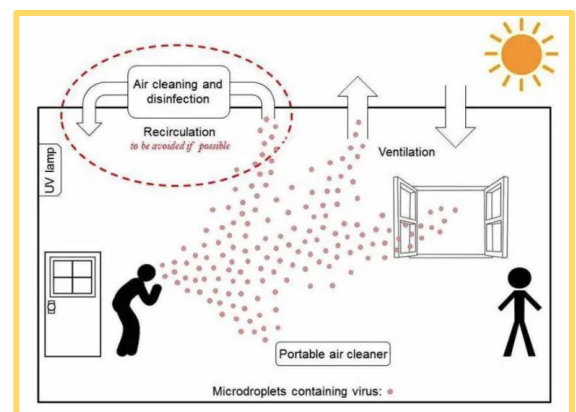 Air cleaning and
disinfection
Recirculation
to be avoided if possible
Ventilation
UV lamp
Portable air cleaner
Microdroplets containing virus: